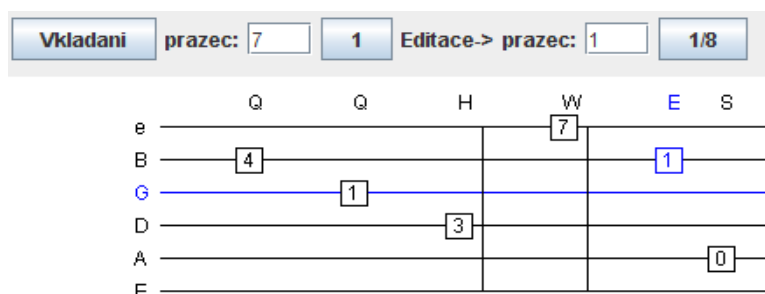 Vkladani prazec: 7 1 Editace-> prazec: 1 1/8
Q Q H W E S
e 7
B 4 1
G 1
D 3
A 0
E